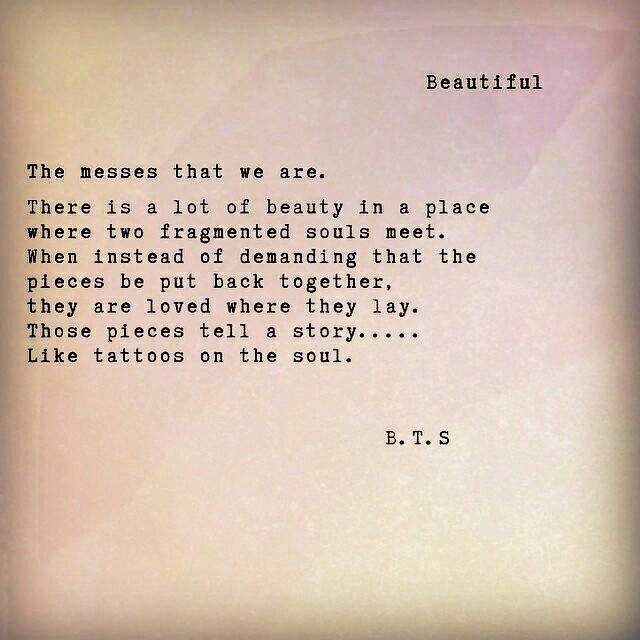 Beautiful
The messes that we are.
There is a lot of beauty in a place
where two fragmented souls meet.
When instead of demanding that the
pieces be put back together,
they are loved where they lay.
Those pieces tell a story.....
Like tattoos on the soul.
B.T.S